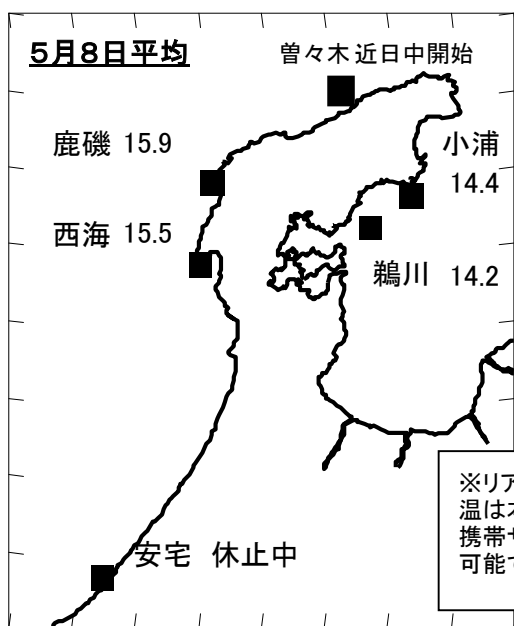 ５月８日平均
曽々木 近日中開始
鹿磯 15.9
小浦
14.4
西海 15.5
鵜川 14.2
安宅 休止中
※リア
温は
携帯
可能